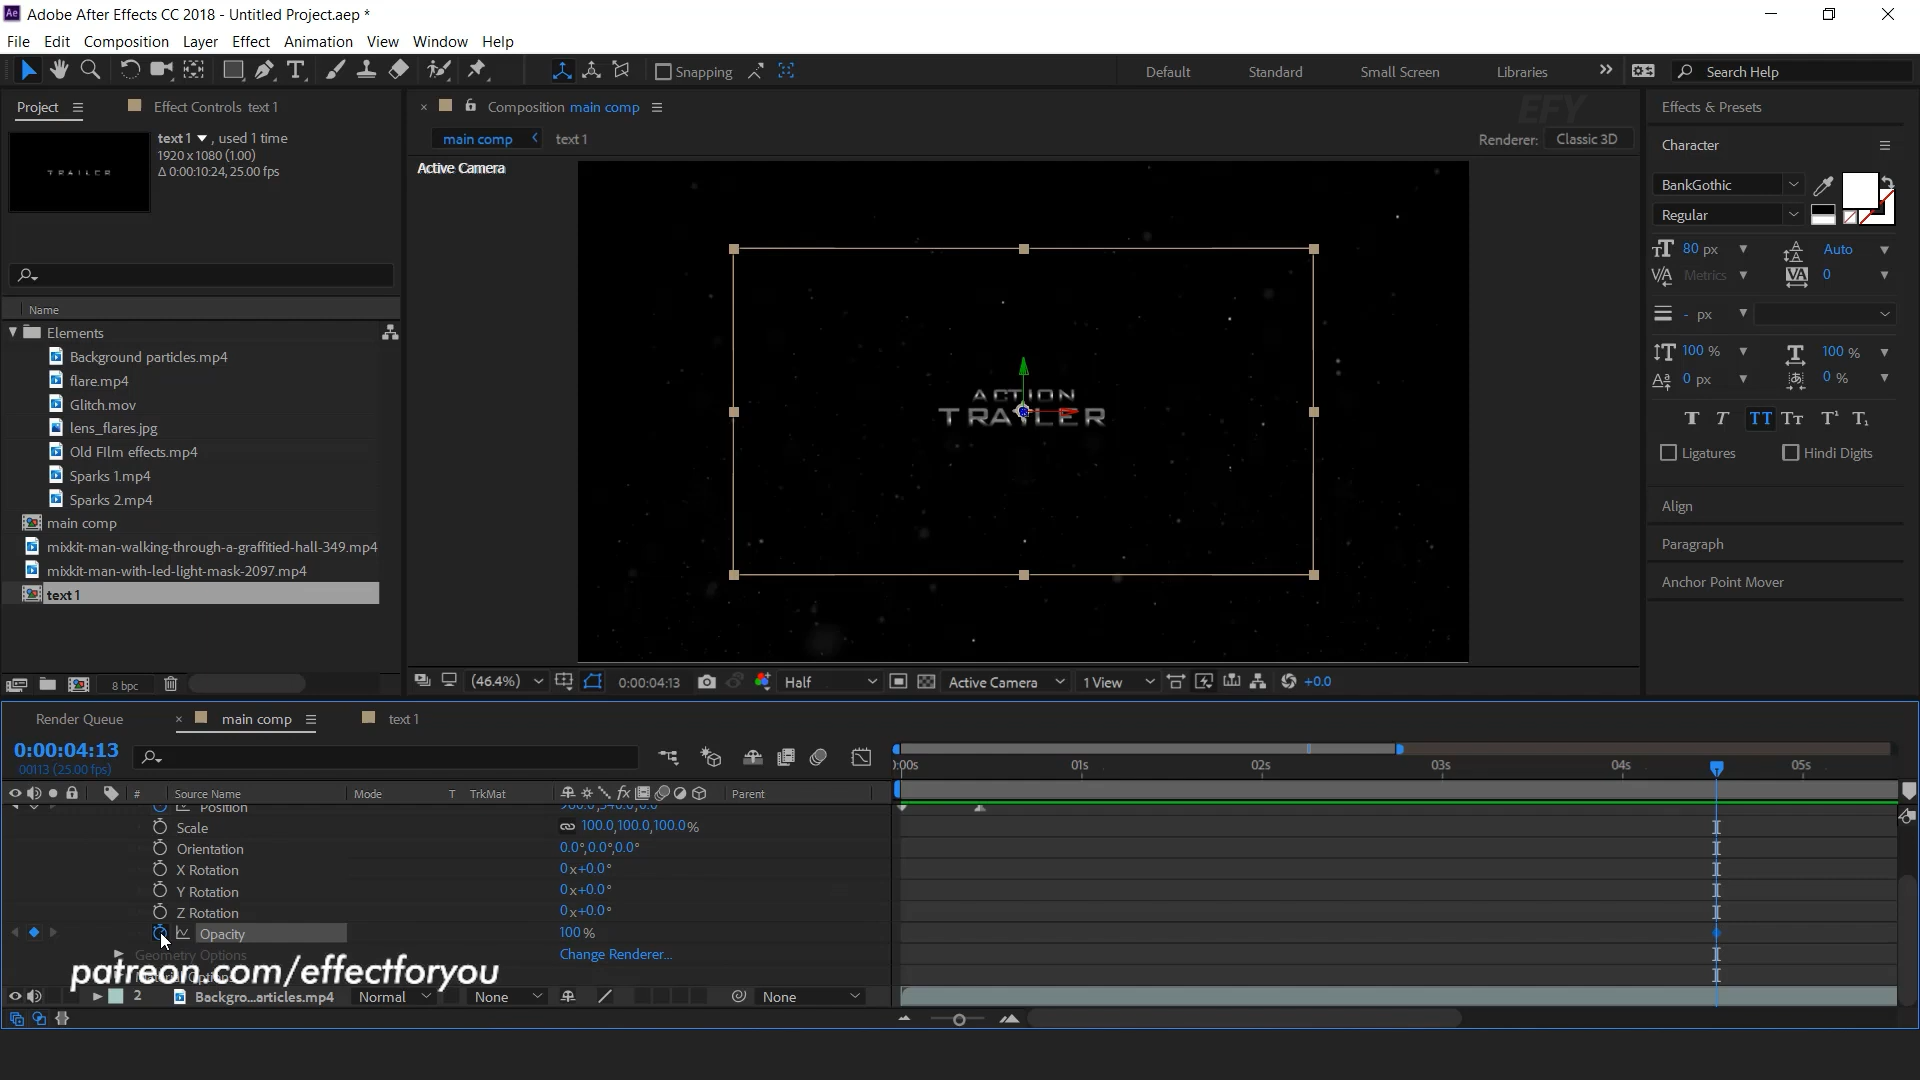 Adobe After Effects CC 2018 - Untitled Project.aep *
File Edit Composition Layer Effect Animation View Window Help
Snapping Default Standard Small Screen Libraries Search Help
Project Effect Controls text 1 Composition main comp EFY Effects & Presets
text 1 , used 1 time
1920 x 1080 (1.00)
Δ 0:00:10:24, 25.00 fps
TRAILER
main comp text 1 Renderer: Classic 3D
Active Camera
ACTION
TRAILER
Name
Elements
Background particles.mp4
flare.mp4
Glitch.mov
lens_flares.jpg
Old FIlm effects.mp4
Sparks 1.mp4
Sparks 2.mp4
main comp
mixkit-man-walking-through-a-graffitied-hall-349.mp4
mixkit-man-with-led-light-mask-2097.mp4
text 1
8 bpc
(46.4%) 0:00:04:13 Half Active Camera 1 View +0.0
Character
BankGothic
Regular
80 px Auto
Metrics 0
- px
100 % 100 %
0 px 0 %
Ligatures Hindi Digits
Align
Paragraph
Anchor Point Mover
Render Queue main comp text 1
0:00:04:13
00113 (25.00 fps)
:00s 01s 02s 03s 04s 05s
# Source Name Mode T TrkMat Parent
Position
Scale 100.0,100.0,100.0%
Orientation 0.0°,0.0°,0.0°
X Rotation 0x+0.0°
Y Rotation 0x+0.0°
Z Rotation 0x+0.0°
Opacity 100%
Geometry Options Change Renderer...
patreon.com/effectforyou
2 Backgro...articles.mp4 Normal None None